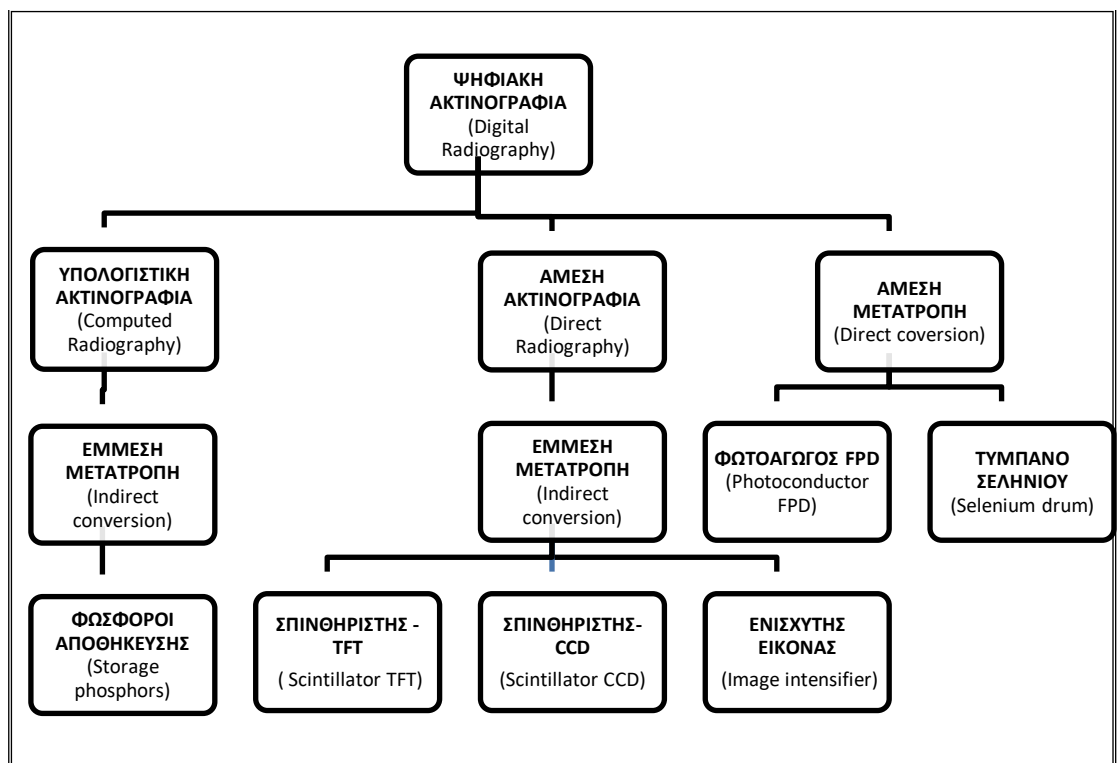 ΨΗΦΙΑΚΗ
ΑΚΤΙΝΟΓΡΑΦΙΑ
(Digital
Radiography)
ΥΠΟΛΟΓΙΣΤΙΚΗ
ΑΚΤΙΝΟΓΡΑΦΙΑ
(Computed
Radiography)
ΑΜΕΣΗ
ΑΚΤΙΝΟΓΡΑΦΙΑ
(Direct
Radiography)
ΑΜΕΣΗ
ΜΕΤΑΤΡΟΠΗ
(Direct coversion)
ΕΜΜΕΣΗ
ΜΕΤΑΤΡΟΠΗ
(Indirect
conversion)
ΕΜΜΕΣΗ
ΜΕΤΑΤΡΟΠΗ
(Indirect
conversion)
ΦΩΤΟΑΓΩΓΟΣ FPD
(Photoconductor
FPD)
ΤΥΜΠΑΝΟ
ΣΕΛΗΝΙΟΥ
(Selenium drum)
ΦΩΣΦΟΡΟΙ
ΑΠΟΘΗΚΕΥΣΗΣ
(Storage
phosphors)
ΣΠΙΝΘΗΡΙΣΤΗΣ -
TFT
( Scintillator TFT)
ΣΠΙΝΘΗΡΙΣΤΗΣ-
CCD
(Scintillator CCD)
ΕΝΙΣΧΥΤΗΣ
ΕΙΚΟΝΑΣ
(Image intensifier)